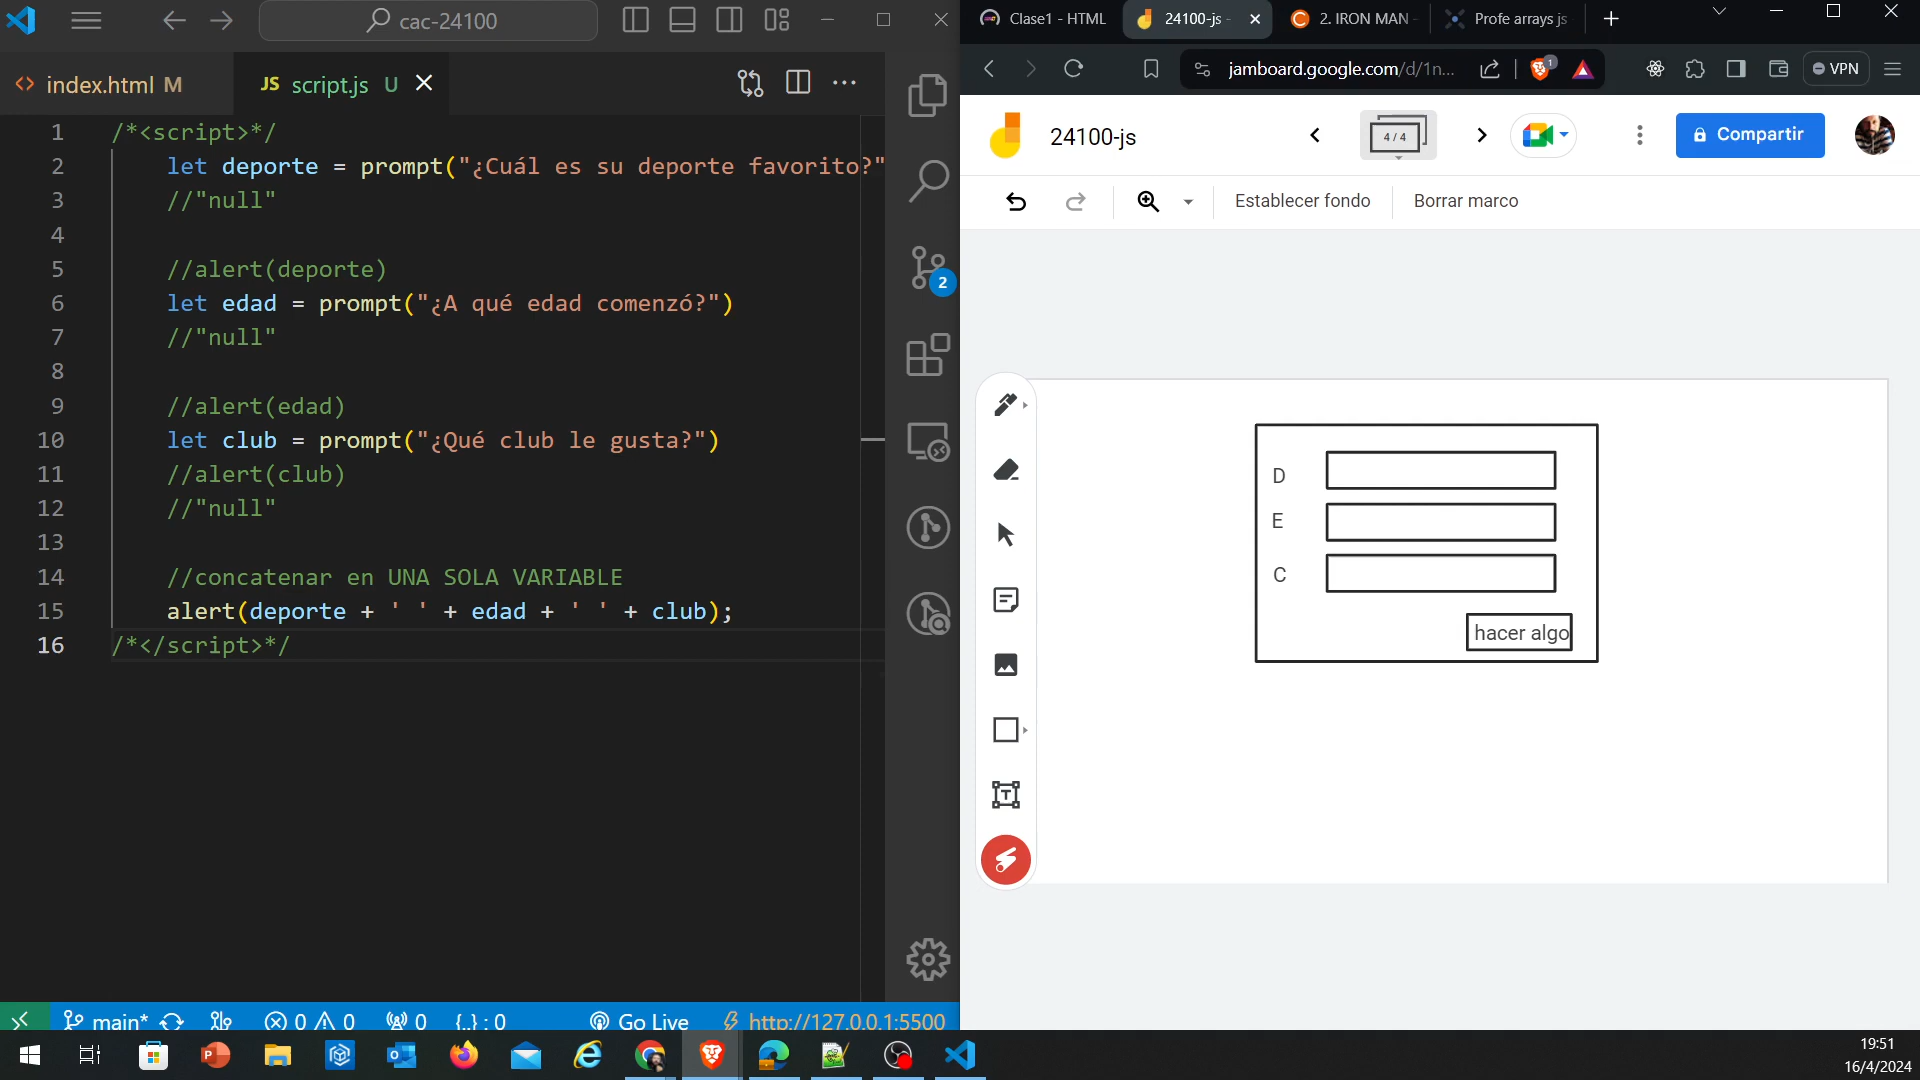 cac-24100
index.html M
JS script.js U
1 /*<script>*/
2 let deporte = prompt("¿Cuál es su deporte favorito?"
3 //"null"
4
5 //alert(deporte)
6 let edad = prompt("¿A qué edad comenzó?")
7 //"null"
8
9 //alert(edad)
10 let club = prompt("¿Qué club le gusta?")
11 //alert(club)
12 //"null"
13
14 //concatenar en UNA SOLA VARIABLE
15 alert(deporte + ' ' + edad + ' ' + club);
16 /*</script>*/
2
main* 0 0 0 {..} : 0 Go Live http://127.0.0.1:5500
Clase1 - HTML
24100-js -
2. IRON MAN -
Profe arrays js
jamboard.google.com/d/1n...
1
VPN
24100-js
4 / 4
Compartir
Establecer fondo
Borrar marco
D
E
C
hacer algo
19:51
16/4/2024